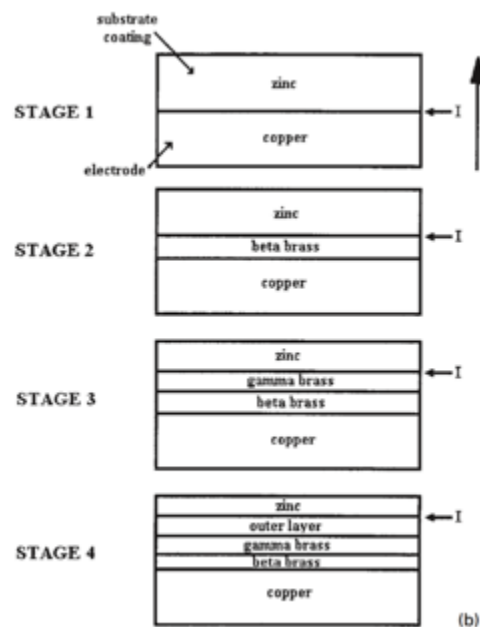 substrate
coating
zinc
STAGE 1
I
copper
electrode
zinc
I
STAGE 2
beta brass
copper
zinc
I
gamma brass
STAGE 3
beta brass
copper
zinc
I
outer layer
STAGE 4
gamma brass
beta brass
copper
(b)